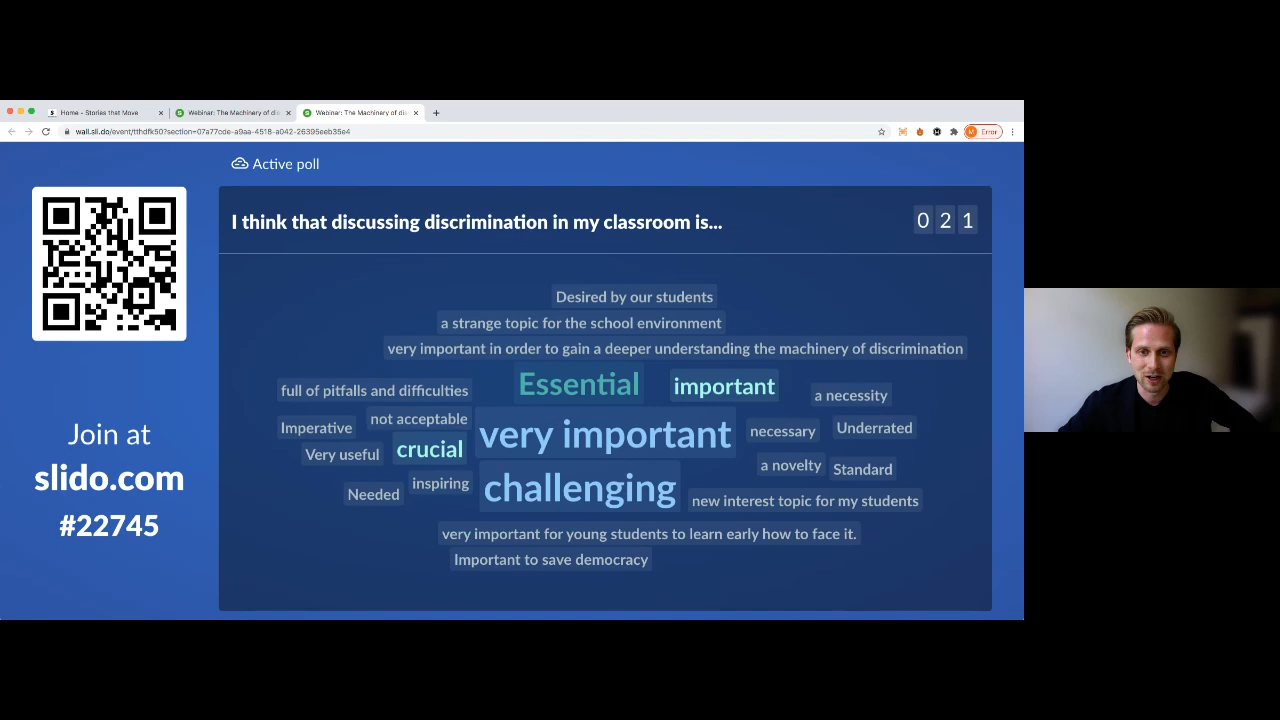 Home - Stories that Move
Webinar: The Machinery of dis
Webinar: The Machinery of dis
wall.sli.do/event/tthdfk50?section=07a77cde-a9aa-4518-a042-26395eeb35e4
M Error
Active poll
I think that discussing discrimination in my classroom is...
0 2 1
Desired by our students
a strange topic for the school environment
very important in order to gain a deeper understanding the machinery of discrimination
full of pitfalls and difficulties
Essential
important
a necessity
Imperative
not acceptable
very important
necessary
Underrated
Very useful
crucial
a novelty
Standard
Needed
inspiring
challenging
new interest topic for my students
very important for young students to learn early how to face it.
Important to save democracy
Join at
slido.com
#22745